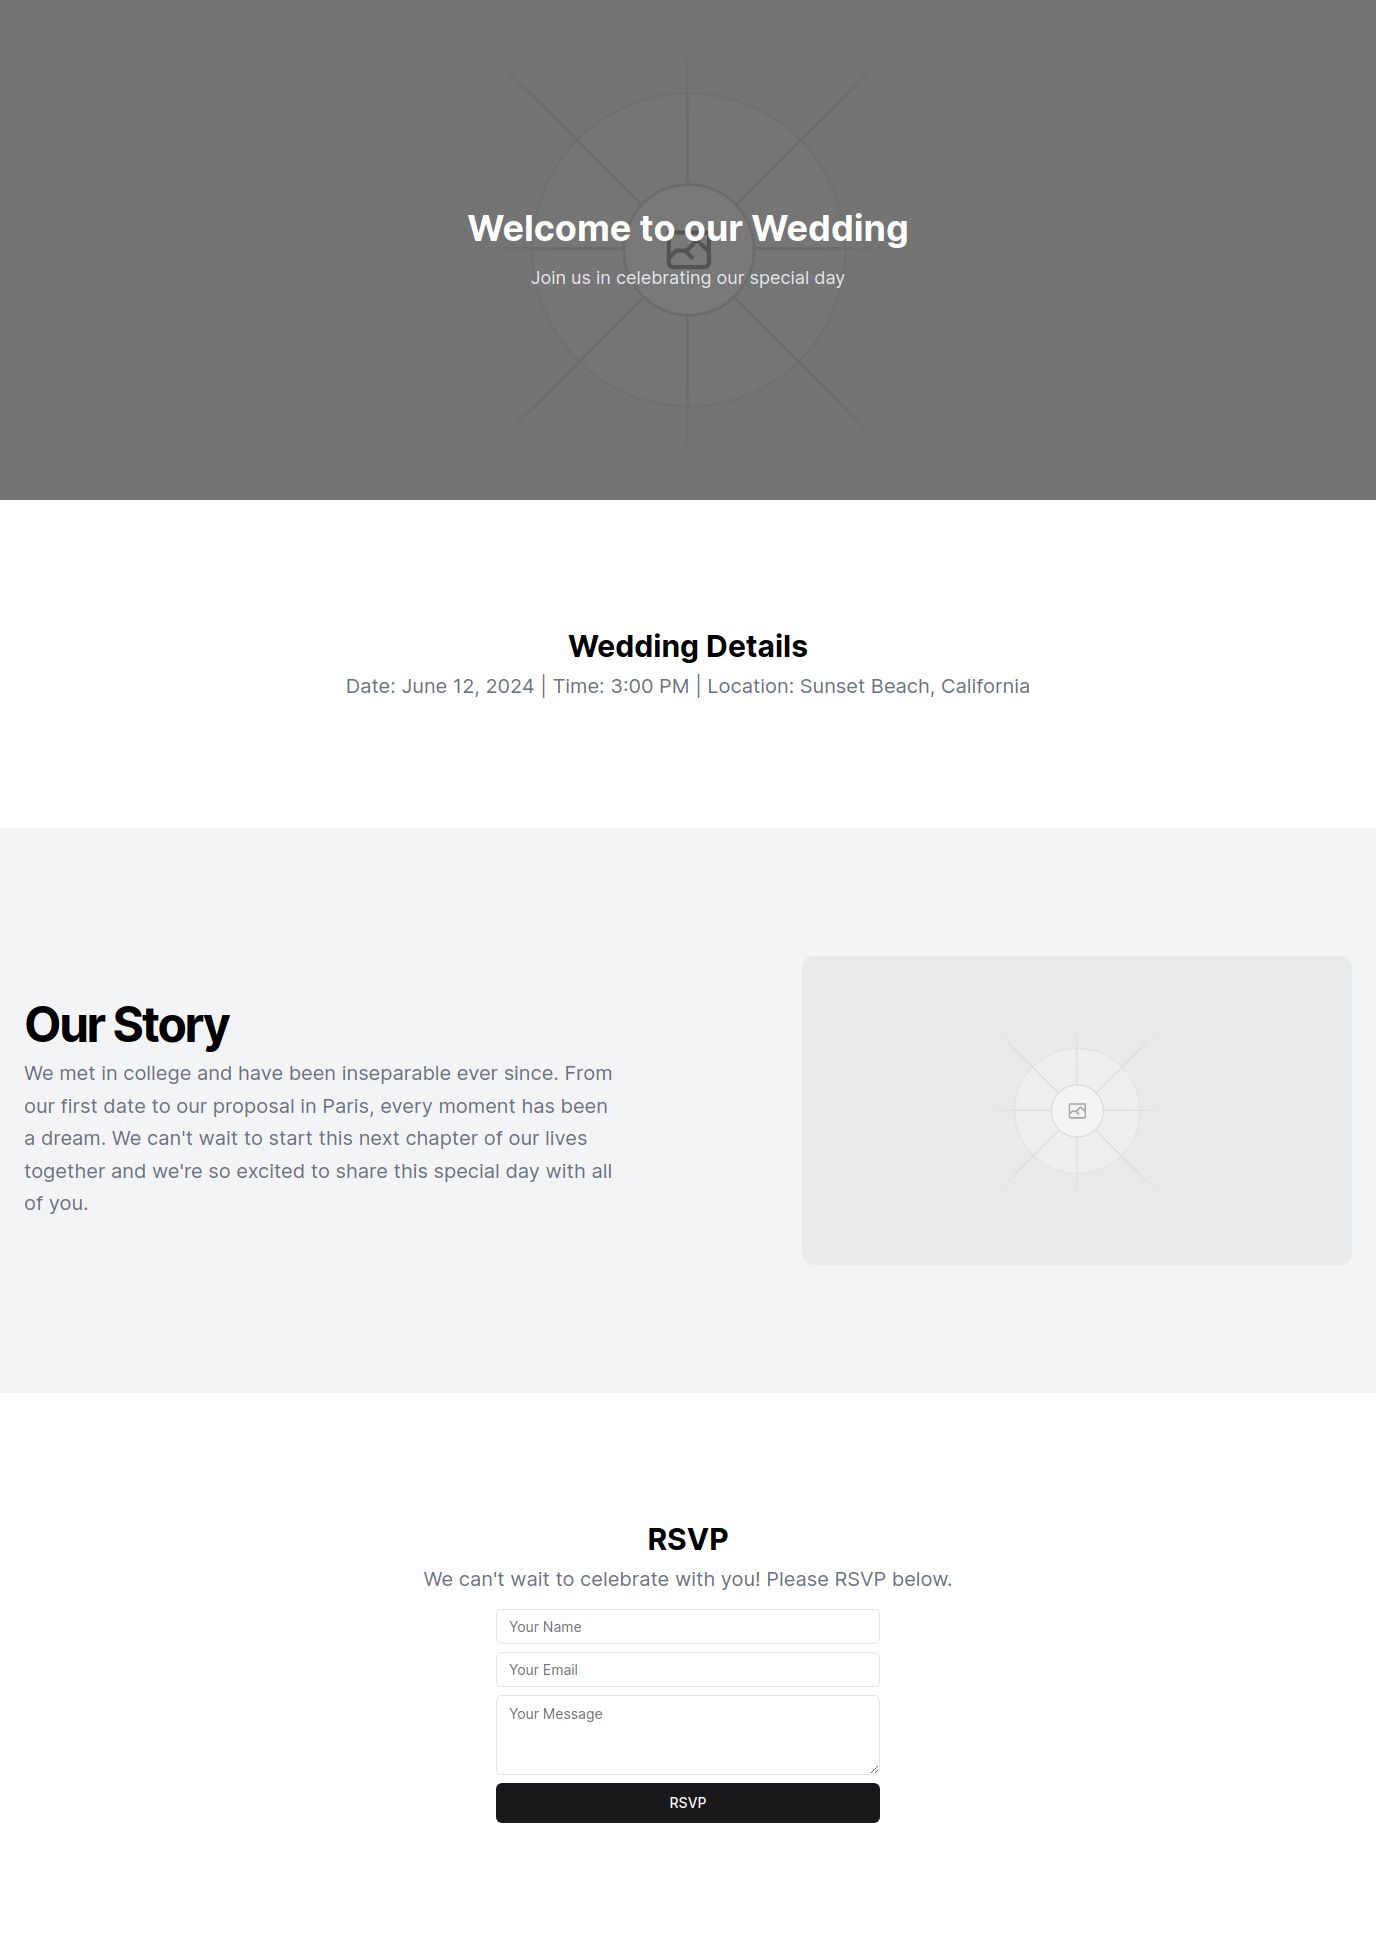 Welcome to our Wedding
Join us in celebrating our special day
Wedding Details
Date: June 12, 2024 | Time: 3:00 PM | Location: Sunset Beach, California
Our Story
We met in college and have been inseparable ever since. From
our first date to our proposal in Paris, every moment has been
a dream. We can't wait to start this next chapter of our lives
together and we're so excited to share this special day with all
of you.
RSVP
We can't wait to celebrate with you! Please RSVP below.
Your Name
Your Email
Your Message
RSVP